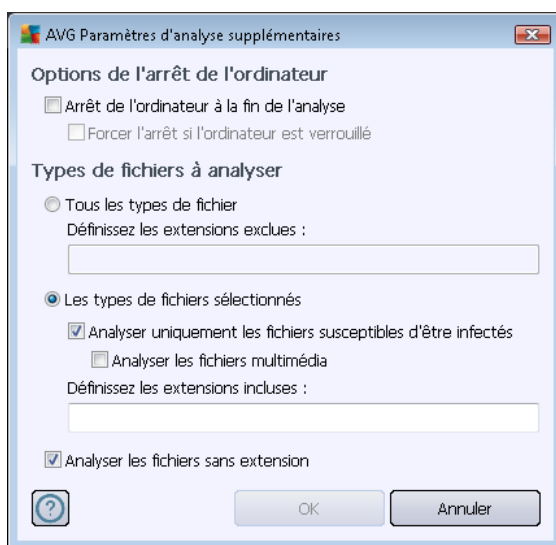 AVG Paramètres d'analyse supplémentaires
Options de l'arrêt de l'ordinateur
Arrêt de l'ordinateur à la fin de l'analyse
Forcer l'arrêt si l'ordinateur est verrouillé
Types de fichiers à analyser
Tous les types de fichier
Définissez les extensions exclues :
Les types de fichiers sélectionnés
Analyser uniquement les fichiers susceptibles d'être infectés
Analyser les fichiers multimédia
Définissez les extensions incluses :
Analyser les fichiers sans extension
? OK Annuler